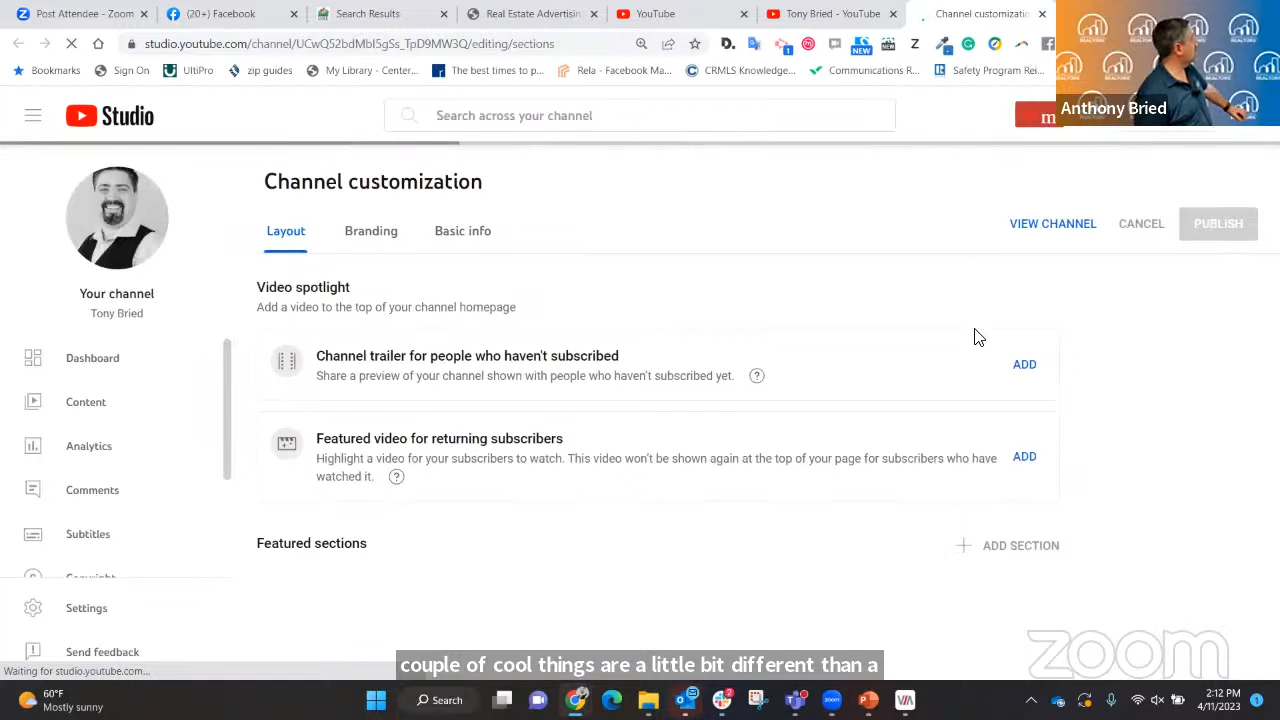 Post Attendee
(20+) Facebook
Search Results
Real Estate Advertising
YouTube
Tony Bried - YouTube
Channel customization
studio.youtube.com/channel/
/editing/sections
Bookmarks
Sign On
UltiPro
zip guides
My Library - Center...
The best times to p...
Rela - Facebook Ma...
CRMLS Knowledge...
Communications R...
Safety Program Rei...
Anthony Bried
Studio
Search across your channel
Channel customization
Layout
Branding
Basic info
VIEW CHANNEL
CANCEL
PUBLISH
Your channel
Tony Bried
Dashboard
Content
Analytics
Comments
Subtitles
Copyright
Settings
Send feedback
Video spotlight
Add a video to the top of your channel homepage
Channel trailer for people who haven't subscribed
Share a preview of your channel shown with people who haven't subscribed yet.
ADD
Featured video for returning subscribers
Highlight a video for your subscribers to watch. This video won't be shown again at the top of your page for subscribers who have
watched it.
ADD
Featured sections
ADD SECTION
zoom
couple of cool things are a little bit different than a
Waiting for studio.youtube.com...
60°F
Mostly sunny
Search
2:12 PM
4/11/2023